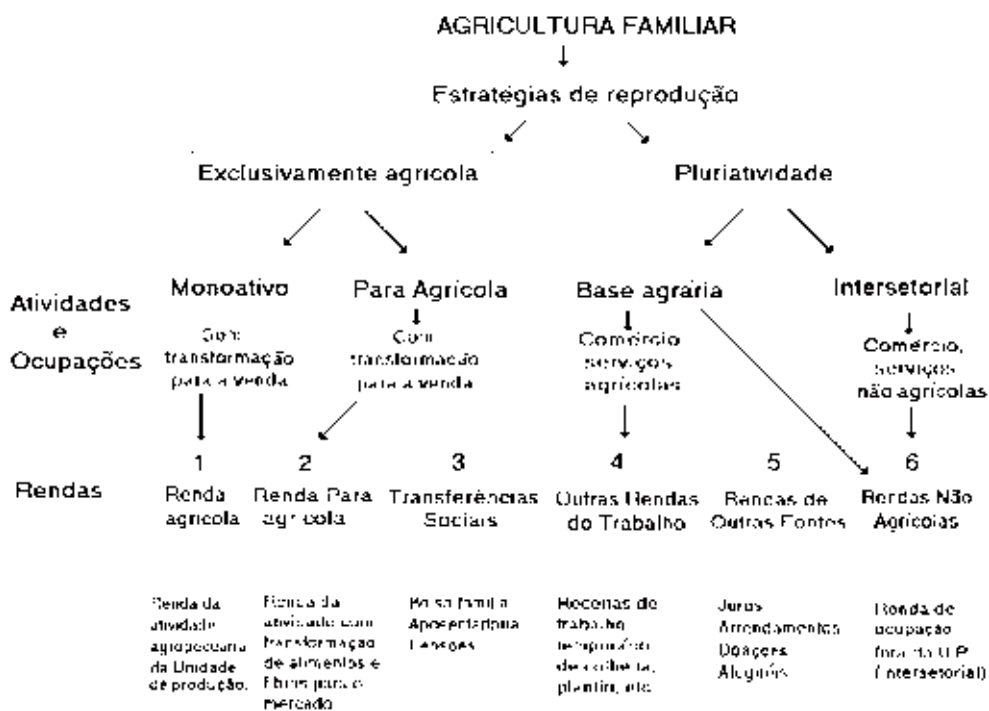 AGRICULTURA FAMILIAR
Estratégias de reprodução
Exclusivamente agrícola
Pluriatividade
Atividades
e
Ocupações
Monoativo
Para Agrícola
Base agrária
Intersetorial
Com
transformação
para a venda
Com
transformação
para a venda
Comércio
serviços
agrícolas
Comércio,
serviços
não agrícolas
Rendas
1
2
3
4
5
6
Renda
agrícola
Renda Para
agrícola
Transferências
Sociais
Outras Rendas
do Trabalho
Rendas de
Outras Fontes
Rendas Não
Agrícolas
Renda da
atividade
agropecuária
da Unidade
de produção.
Renda da
atividade com
transformação
de alimentos e
fibras para o
mercado
Bolsa família
Aposentadoria
Pensões
Receitas de
trabalho
temporário
de colheita,
plantio, etc.
Juros
Arrendamentos
Doações
Aluguéis
Renda de
ocupação
fora da U.P
(Intersetorial)